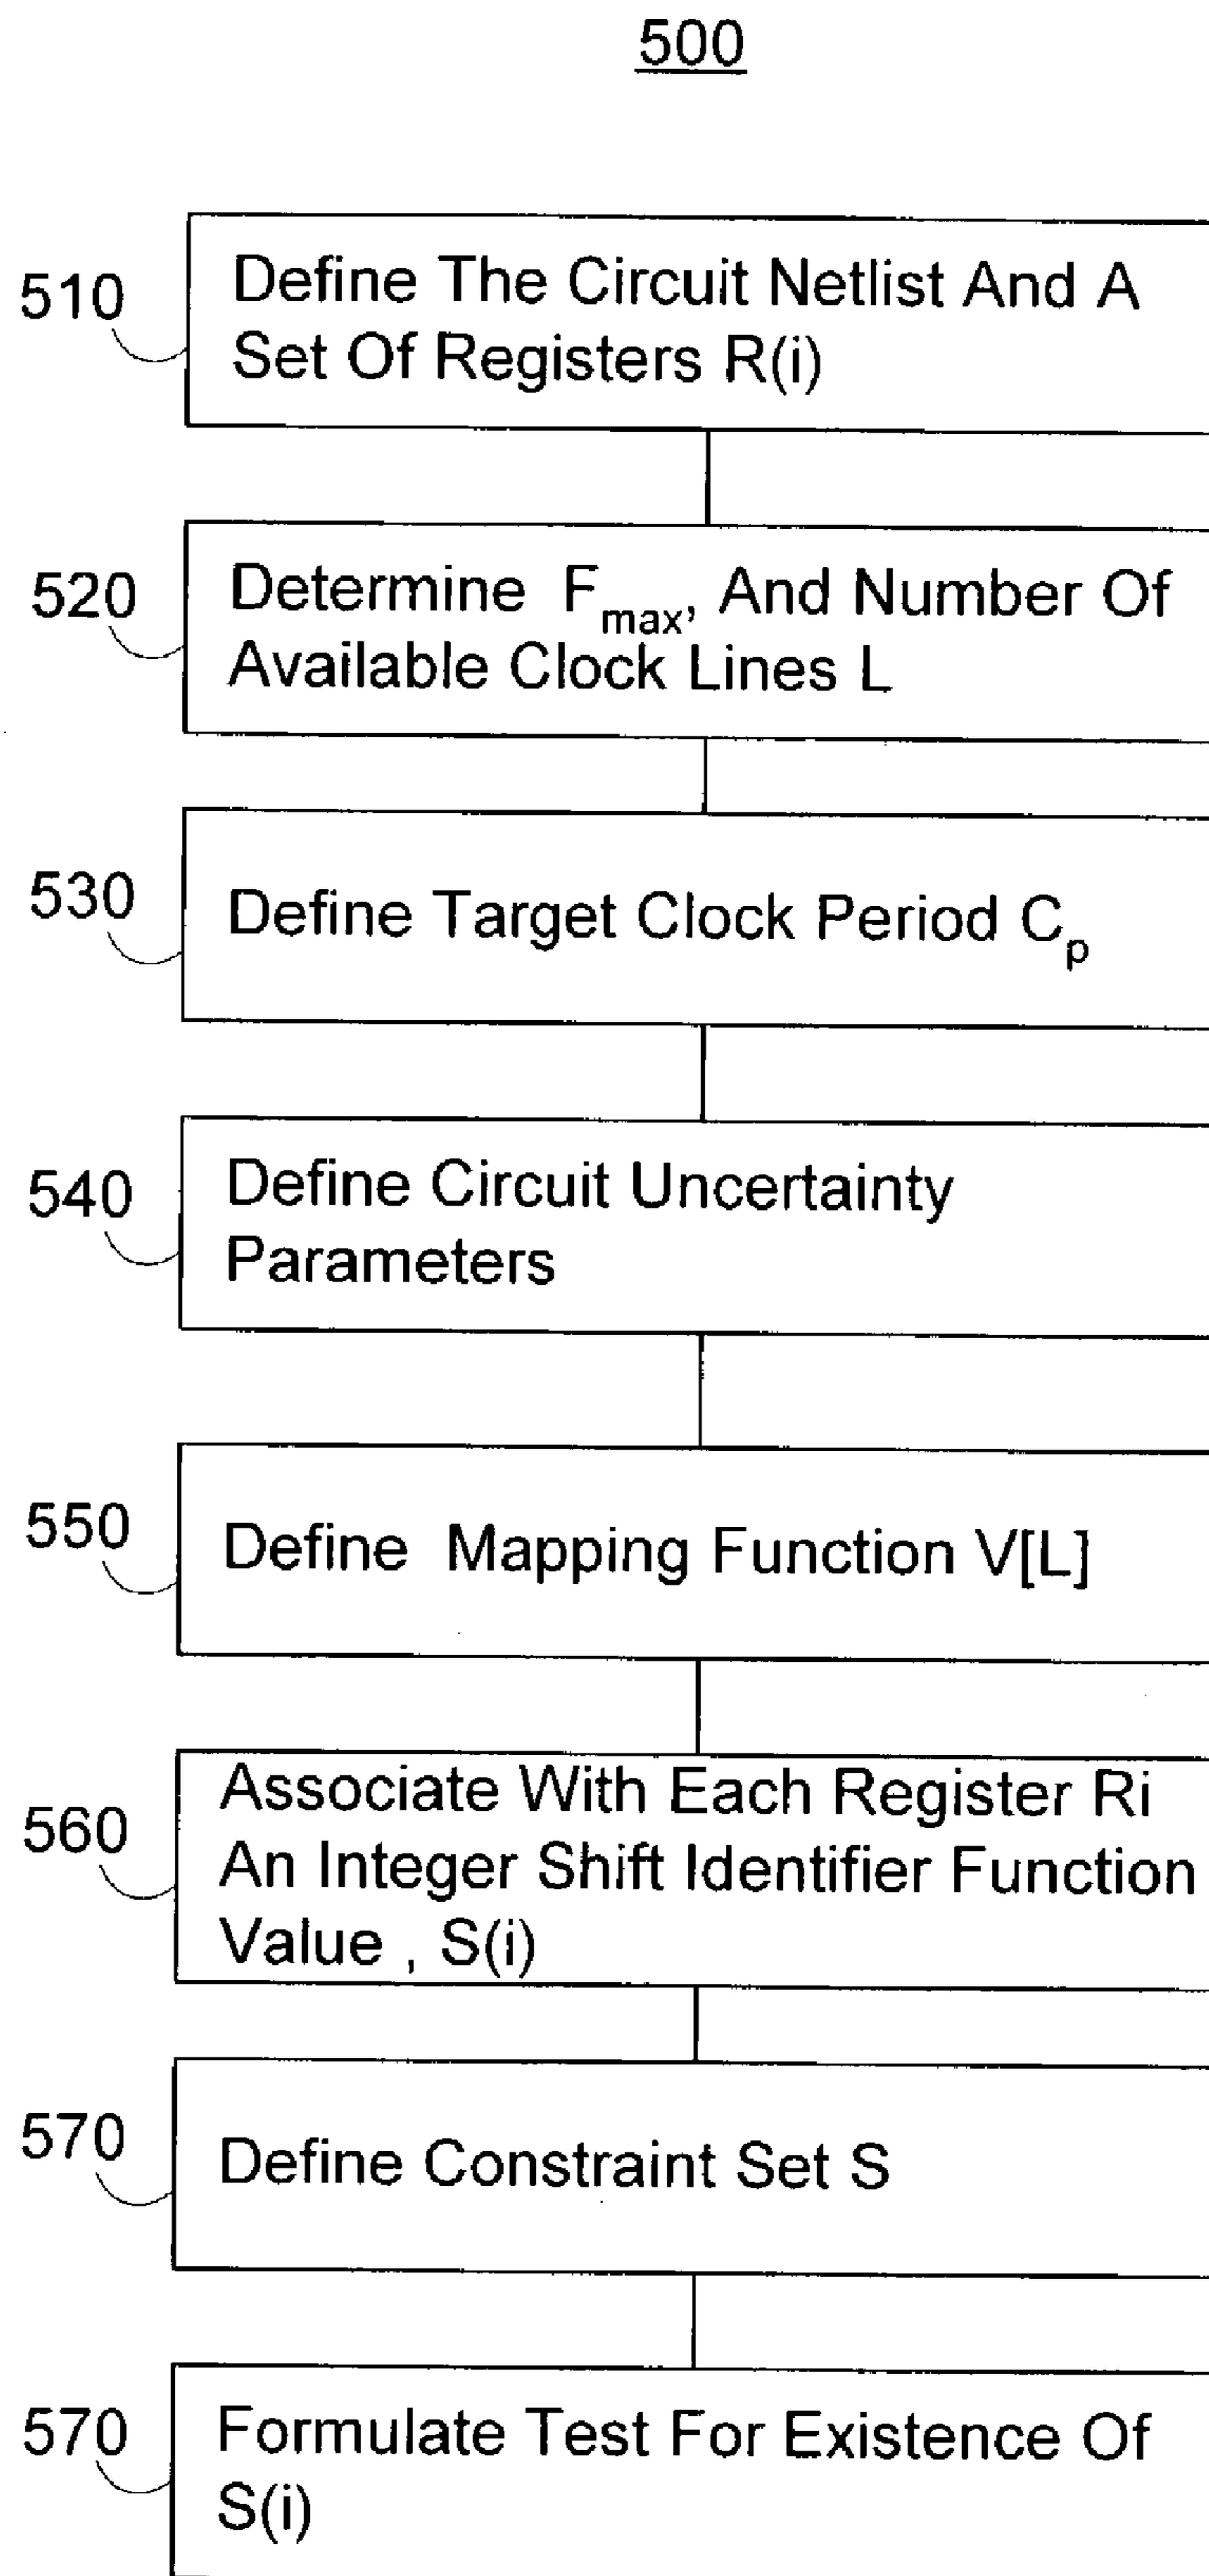 500
510
Define The Circuit Netlist And A
Set Of Registers R(i)
520
Determine Fmax, And Number Of
Available Clock Lines L
530
Define Target Clock Period Cp
540
Define Circuit Uncertainty
Parameters
550
Define Mapping Function V[L]
560
Associate With Each Register Ri
An Integer Shift Identifier Function
Value , S(i)
570
Define Constraint Set S
570
Formulate Test For Existence Of
S(i)